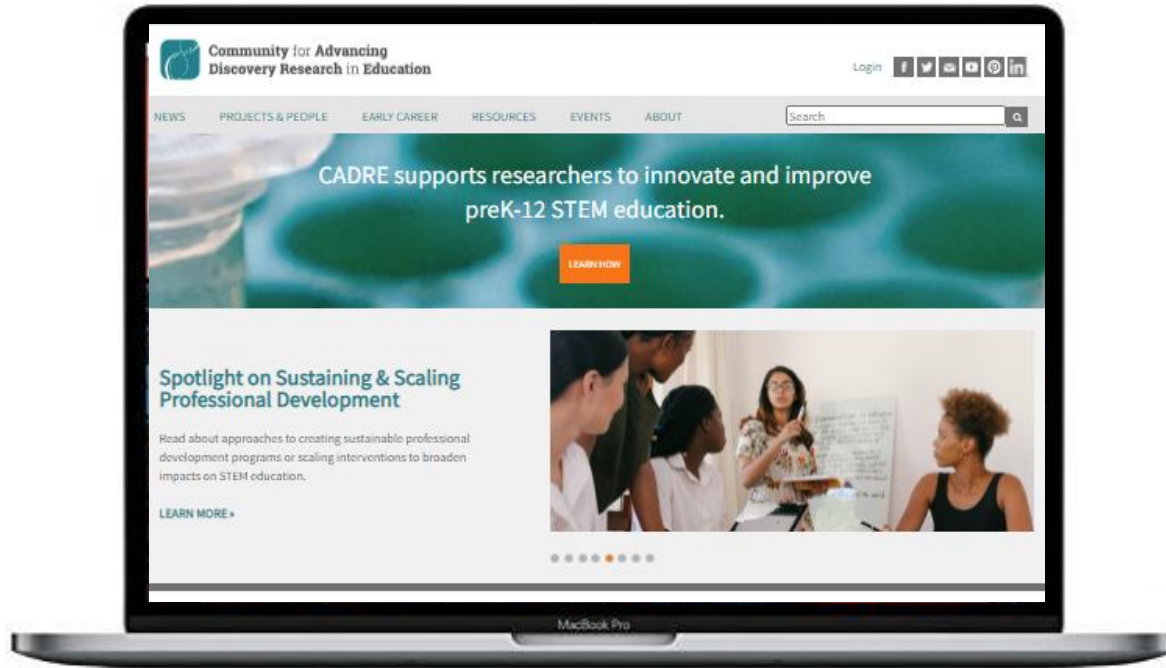 Community for Advancing
Discovery Research in Education
Login
NEWS PROJECTS & PEOPLE EARLY CAREER RESOURCES EVENTS ABOUT Search
CADRE supports researchers to innovate and improve
preK-12 STEM education.
LEARN HOW
Spotlight on Sustaining & Scaling
Professional Development
Read about approaches to creating sustainable professional
development programs or scaling interventions to broaden
impacts on STEM education.
LEARN MORE »
MacBook Pro